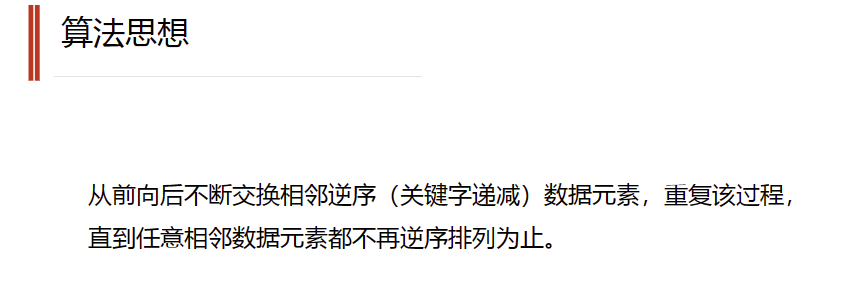 算法思想
从前向后不断交换相邻逆序（关键字递减）数据元素，重复该过程，
直到任意相邻数据元素都不再逆序排列为止。